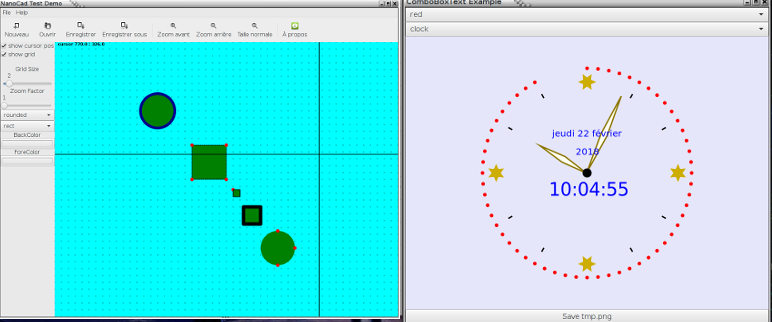 NanoCad Test Demo
File Help
Nouveau Ouvrir Enregistrer Enregistrer sous Zoom avant Zoom arrière Taille normale À propos
show cursor pos
show grid
Grid Size
2
Zoom Factor
1
rounded
rect
BackColor
ForeColor
cursor 770.0 : 336.0
ComboBoxText Example
red
clock
jeudi 22 février
2018
10:04:55
Save tmp.png